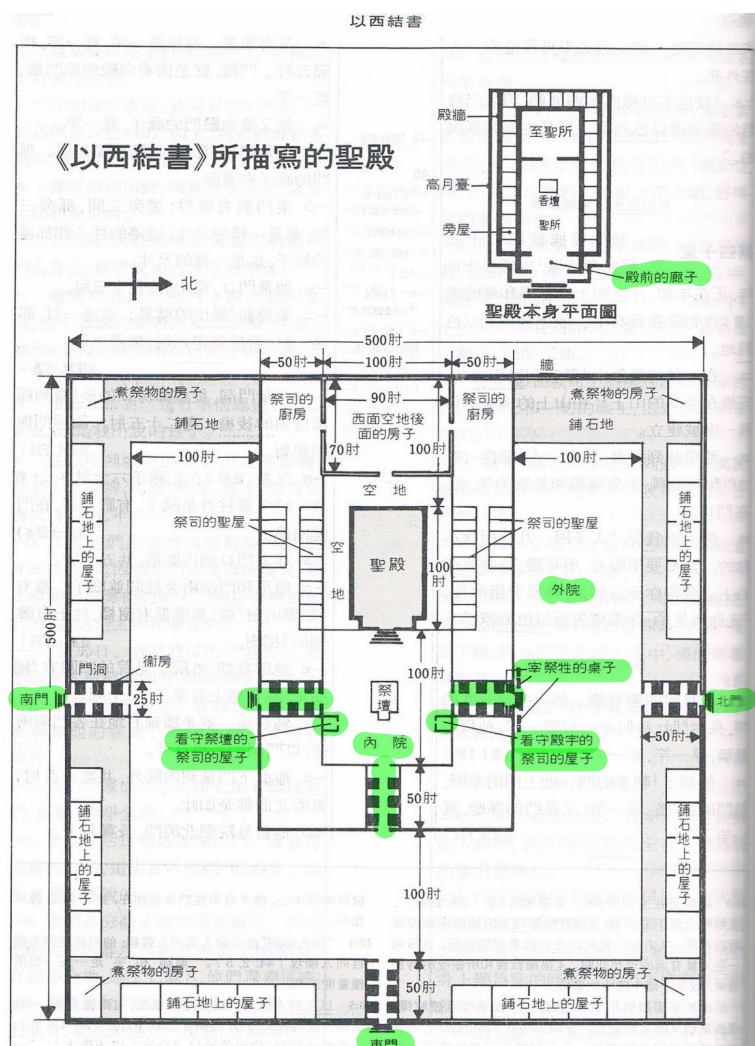 以西結書
《以西結書》所描寫的聖殿
殿牆
至聖所
高月臺
香壇
聖所
旁屋
殿前的廊子
聖殿本身平面圖
北
500肘
牆
50肘
100肘
50肘
煮祭物的房子
祭司的
廚房
90肘
西面空地後
面的房子
祭司的
廚房
煮祭物的房子
鋪石地
70肘
100肘
鋪石地
100肘
100肘
空地
鋪石地上的屋子
祭司的聖屋
空地
聖殿
100肘
祭司的聖屋
鋪石地上的屋子
外院
500肘
門洞
衞房
100肘
宰祭牲的桌子
南門
25肘
祭壇
北門
看守祭壇的
祭司的屋子
內院
看守殿宇的
祭司的屋子
50肘
50肘
鋪石地上的屋子
鋪石地上的屋子
100肘
煮祭物的房子
煮祭物的房子
鋪石地上的屋子
50肘
鋪石地上的屋子
東門